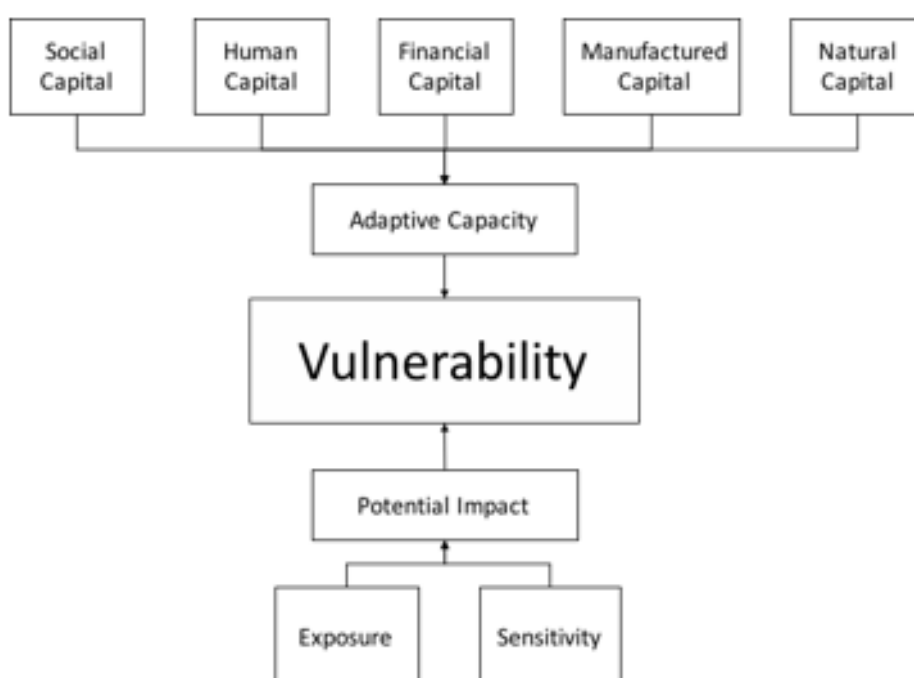 Social
Capital
Human
Capital
Financial
Capital
Manufactured
Capital
Natural
Capital
Adaptive Capacity
Vulnerability
Potential Impact
Exposure
Sensitivity